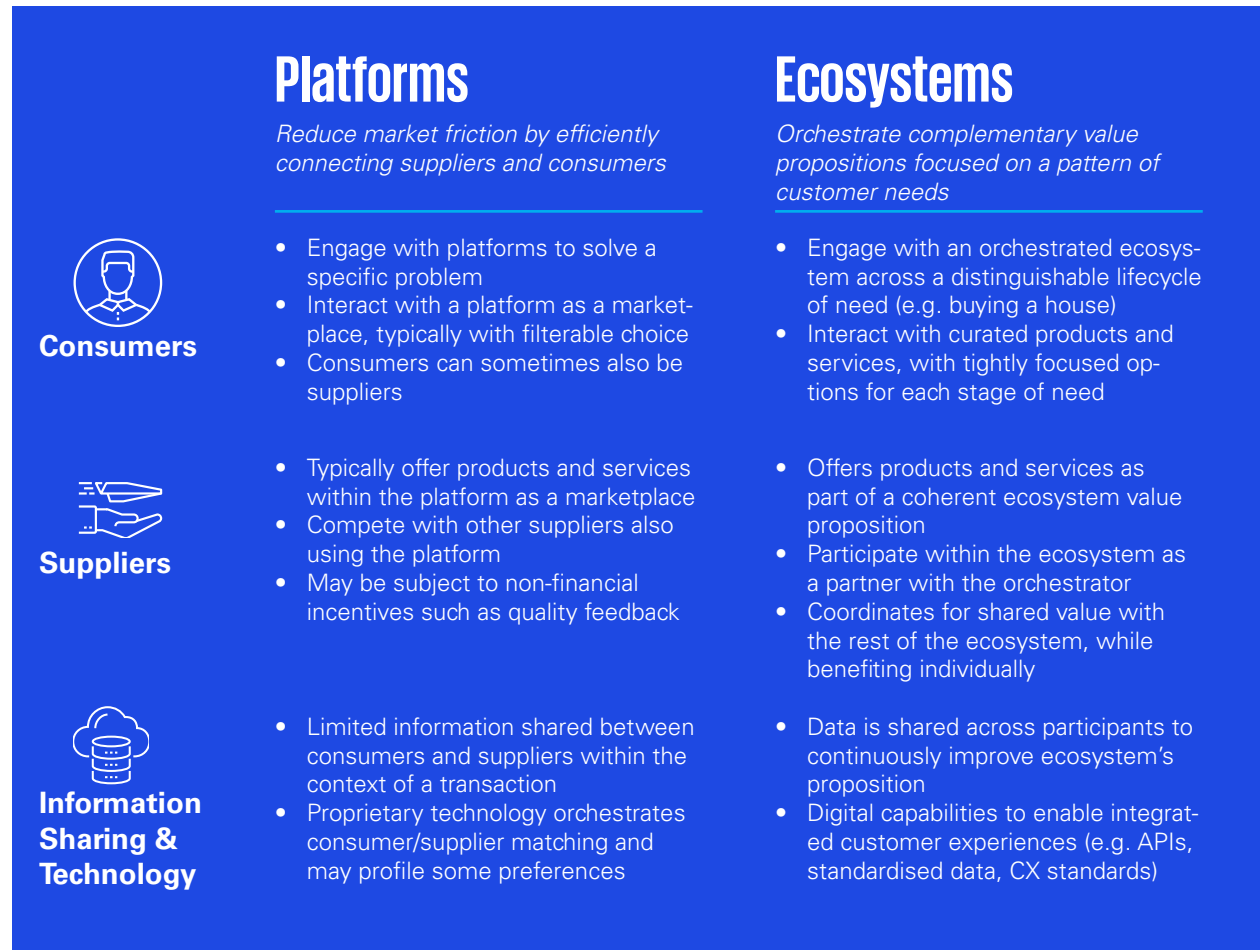 Platforms
Reduce market friction by efficiently
connecting suppliers and consumers
Ecosystems
Orchestrate complementary value
propositions focused on a pattern of
customer needs
Consumers
• Engage with platforms to solve a
specific problem
• Interact with a platform as a market-
place, typically with filterable choice
• Consumers can sometimes also be
suppliers
• Engage with an orchestrated ecosys-
tem across a distinguishable lifecycle
of need (e.g. buying a house)
• Interact with curated products and
services, with tightly focused op-
tions for each stage of need
Suppliers
• Typically offer products and services
within the platform as a marketplace
• Compete with other suppliers also
using the platform
• May be subject to non-financial
incentives such as quality feedback
• Offers products and services as
part of a coherent ecosystem value
proposition
• Participate within the ecosystem as
a partner with the orchestrator
• Coordinates for shared value with
the rest of the ecosystem, while
benefiting individually
Information
Sharing &
Technology
• Limited information shared between
consumers and suppliers within the
context of a transaction
• Proprietary technology orchestrates
consumer/supplier matching and
may profile some preferences
• Data is shared across participants to
continuously improve ecosystem's
proposition
• Digital capabilities to enable integrat-
ed customer experiences (e.g. APIs,
standardised data, CX standards)